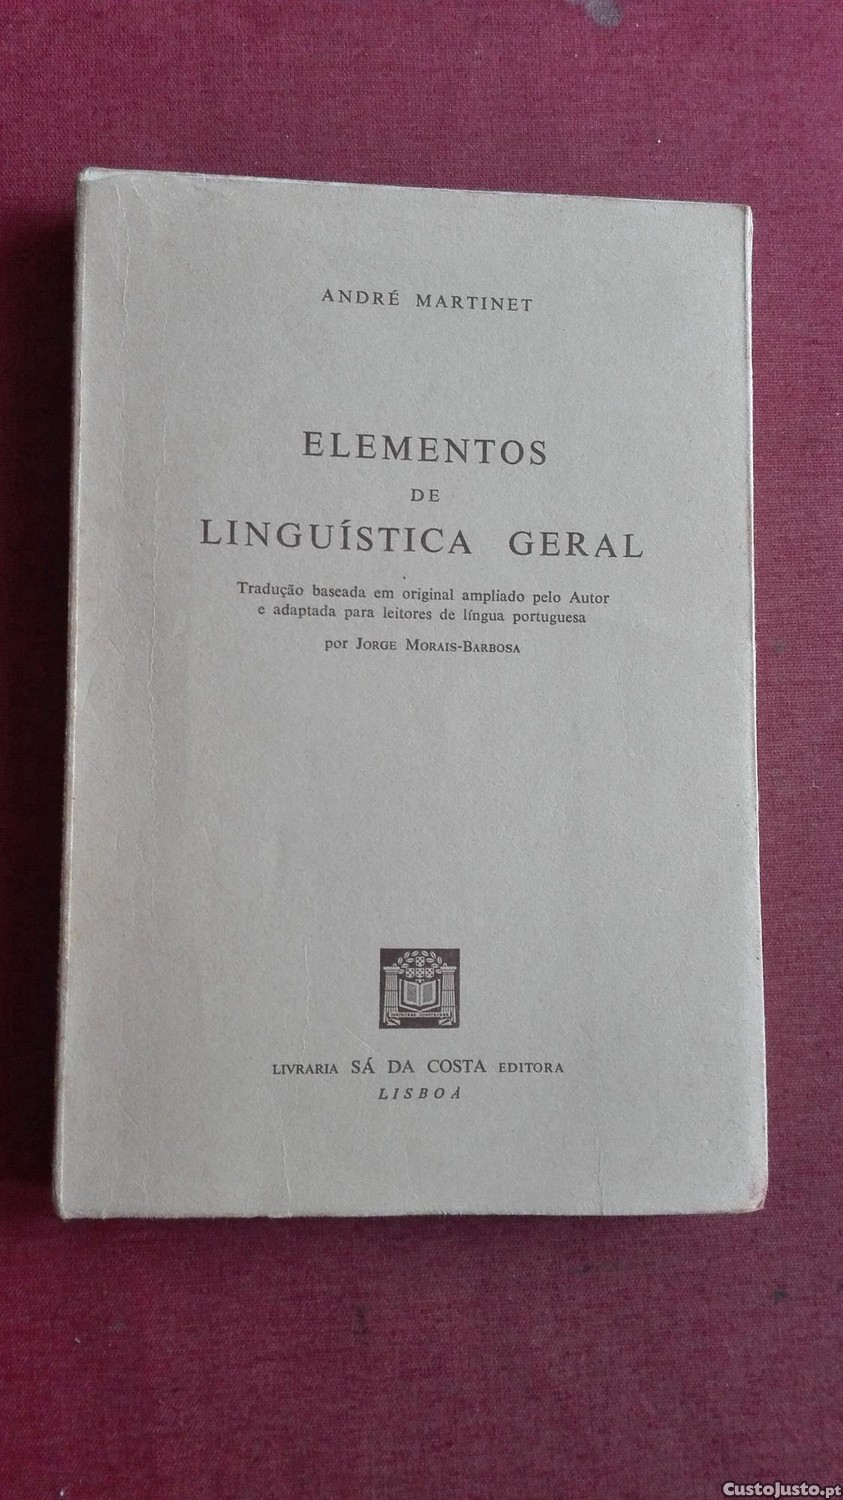 ANDRÉ MARTINET
ELEMENTOS
DE
LINGUÍSTICA GERAL
Tradução baseada em original ampliado pelo Autor
e adaptada para leitores de língua portuguesa
por JORGE MORAIS-BARBOSA
LIVRARIA SÁ DA COSTA EDITORA
LISBOA
CustoJusto.pt